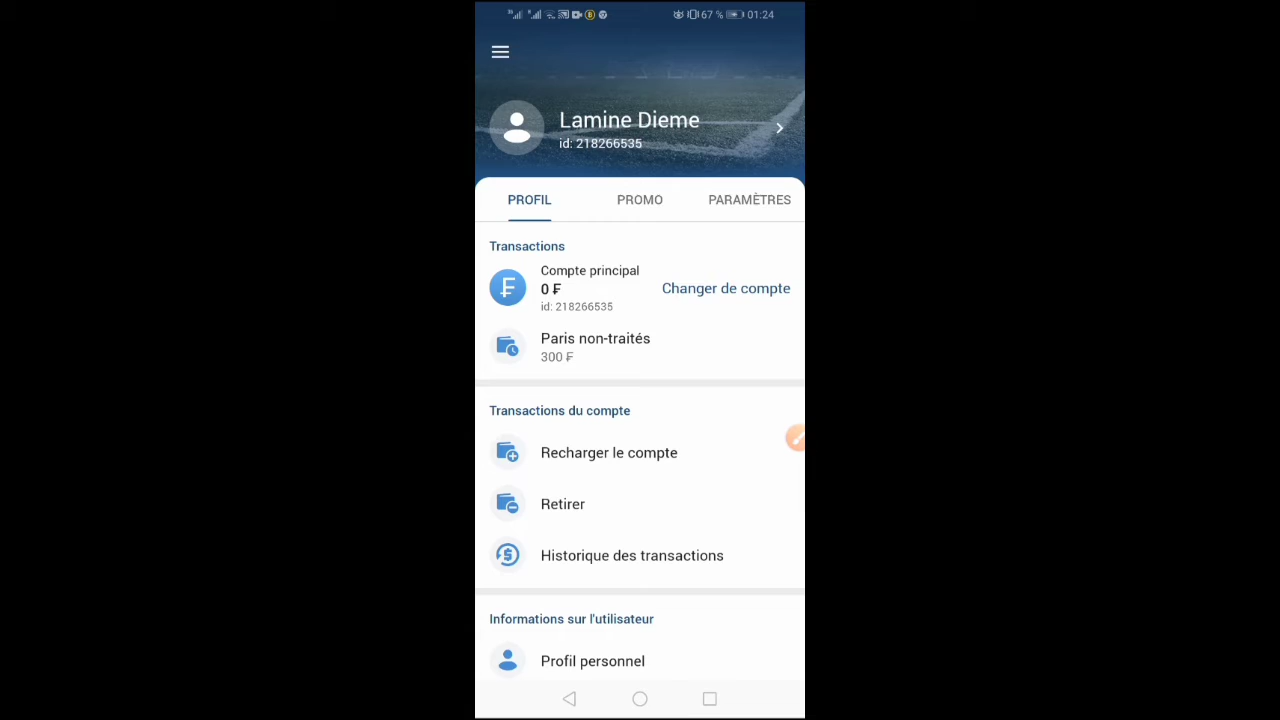 67 % 01:24
Lamine Dieme
id: 218266535
PROFIL PROMO PARAMÈTRES
Transactions
Compte principal
0 ₣
Changer de compte
id: 218266535
Paris non-traités
300 ₣
Transactions du compte
Recharger le compte
Retirer
Historique des transactions
Informations sur l'utilisateur
Profil personnel